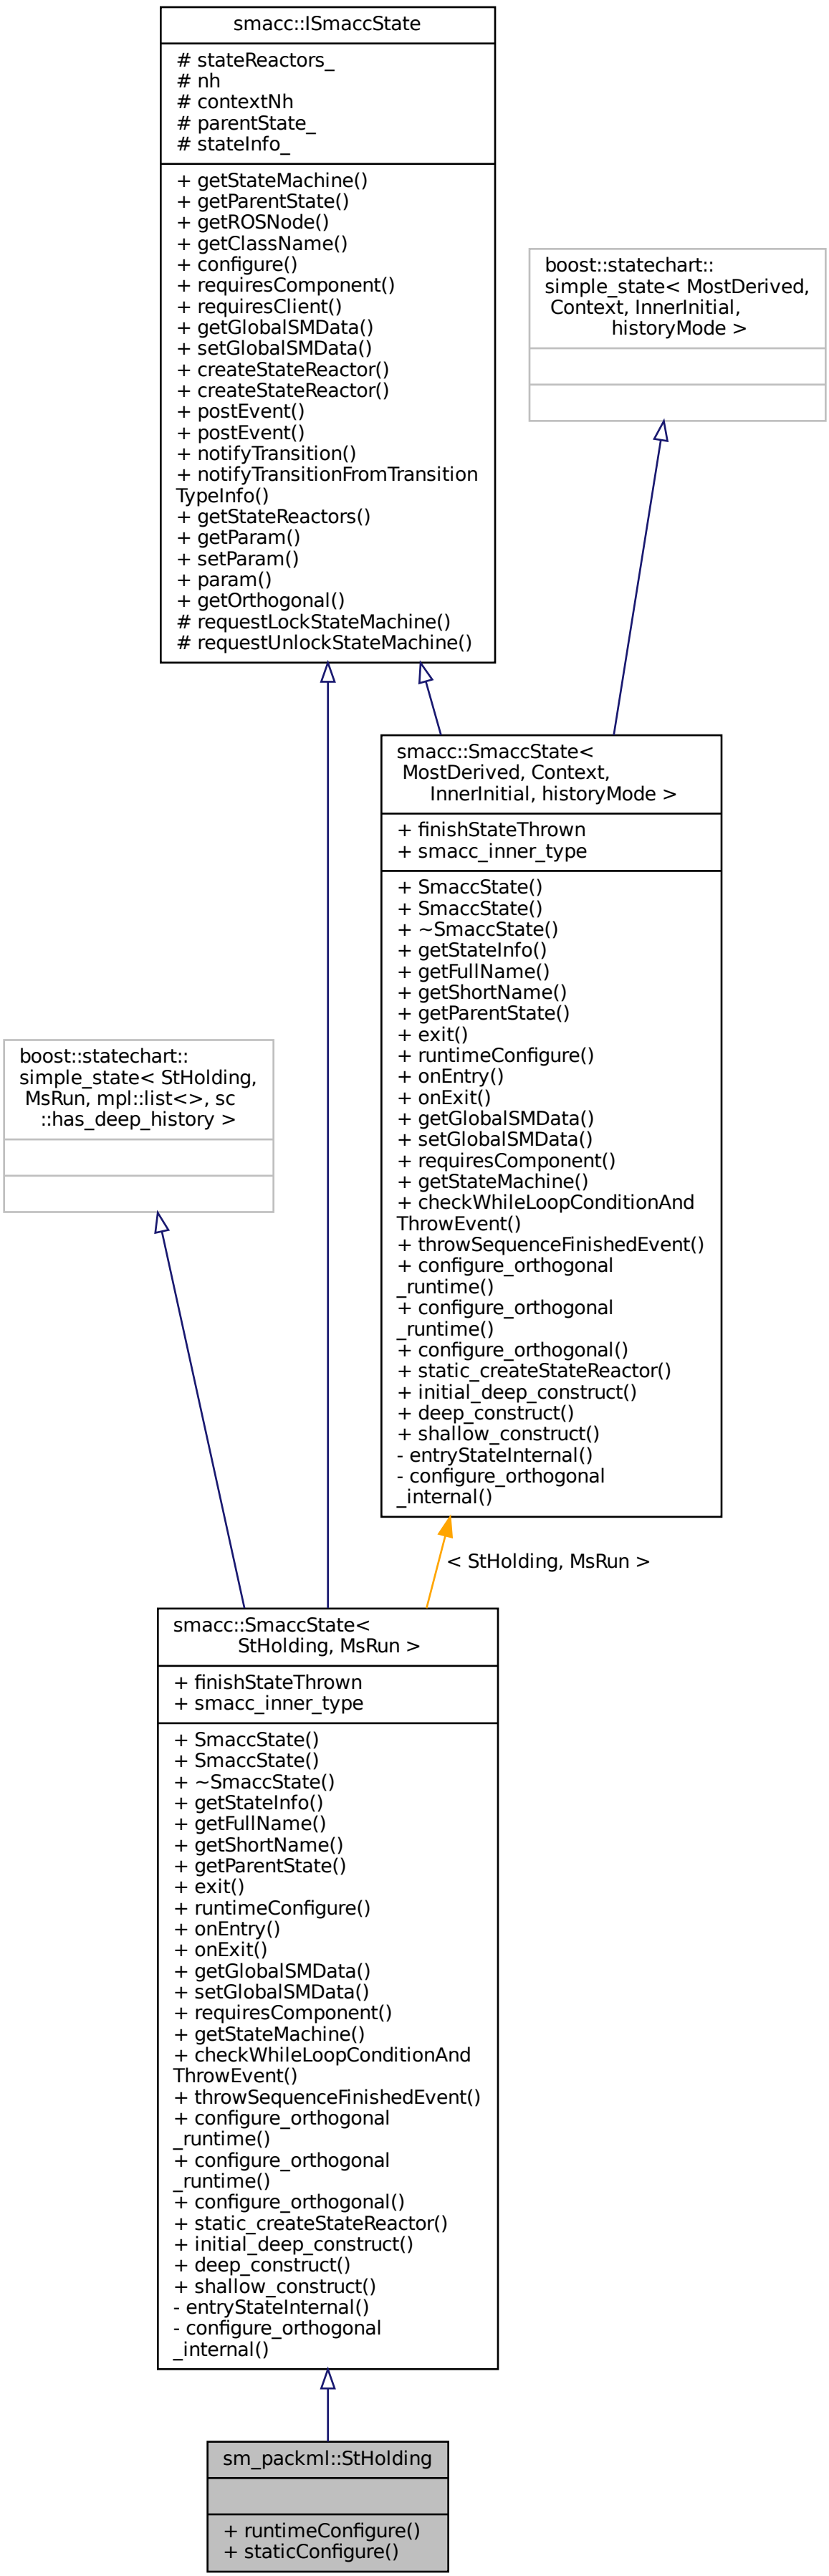 smacc::ISmaccState
# stateReactors_
# nh
# contextNh
# parentState_
# stateInfo_
+ getStateMachine()
+ getParentState()
+ getROSNode()
+ getClassName()
+ configure()
+ requiresComponent()
+ requiresClient()
+ getGlobalSMData()
+ setGlobalSMData()
+ createStateReactor()
+ createStateReactor()
+ postEvent()
+ postEvent()
+ notifyTransition()
+ notifyTransitionFromTransition
TypeInfo()
+ getStateReactors()
+ getParam()
+ setParam()
+ param()
+ getOrthogonal()
# requestLockStateMachine()
# requestUnlockStateMachine()
boost::statechart::
simple_state< MostDerived,
Context, InnerInitial,
historyMode >
smacc::SmaccState<
MostDerived, Context,
InnerInitial, historyMode >
+ finishStateThrown
+ smacc_inner_type
+ SmaccState()
+ SmaccState()
+ ~SmaccState()
+ getStateInfo()
+ getFullName()
+ getShortName()
+ getParentState()
+ exit()
+ runtimeConfigure()
+ onEntry()
+ onExit()
+ getGlobalSMData()
+ setGlobalSMData()
+ requiresComponent()
+ getStateMachine()
+ checkWhileLoopConditionAnd
ThrowEvent()
+ throwSequenceFinishedEvent()
+ configure_orthogonal
_runtime()
+ configure_orthogonal
_runtime()
+ configure_orthogonal()
+ static_createStateReactor()
+ initial_deep_construct()
+ deep_construct()
+ shallow_construct()
- entryStateInternal()
- configure_orthogonal
_internal()
boost::statechart::
simple_state< StHolding,
MsRun, mpl::list<>, sc
::has_deep_history >
< StHolding, MsRun >
smacc::SmaccState<
StHolding, MsRun >
+ finishStateThrown
+ smacc_inner_type
+ SmaccState()
+ SmaccState()
+ ~SmaccState()
+ getStateInfo()
+ getFullName()
+ getShortName()
+ getParentState()
+ exit()
+ runtimeConfigure()
+ onEntry()
+ onExit()
+ getGlobalSMData()
+ setGlobalSMData()
+ requiresComponent()
+ getStateMachine()
+ checkWhileLoopConditionAnd
ThrowEvent()
+ throwSequenceFinishedEvent()
+ configure_orthogonal
_runtime()
+ configure_orthogonal
_runtime()
+ configure_orthogonal()
+ static_createStateReactor()
+ initial_deep_construct()
+ deep_construct()
+ shallow_construct()
- entryStateInternal()
- configure_orthogonal
_internal()
sm_packml::StHolding
+ runtimeConfigure()
+ staticConfigure()